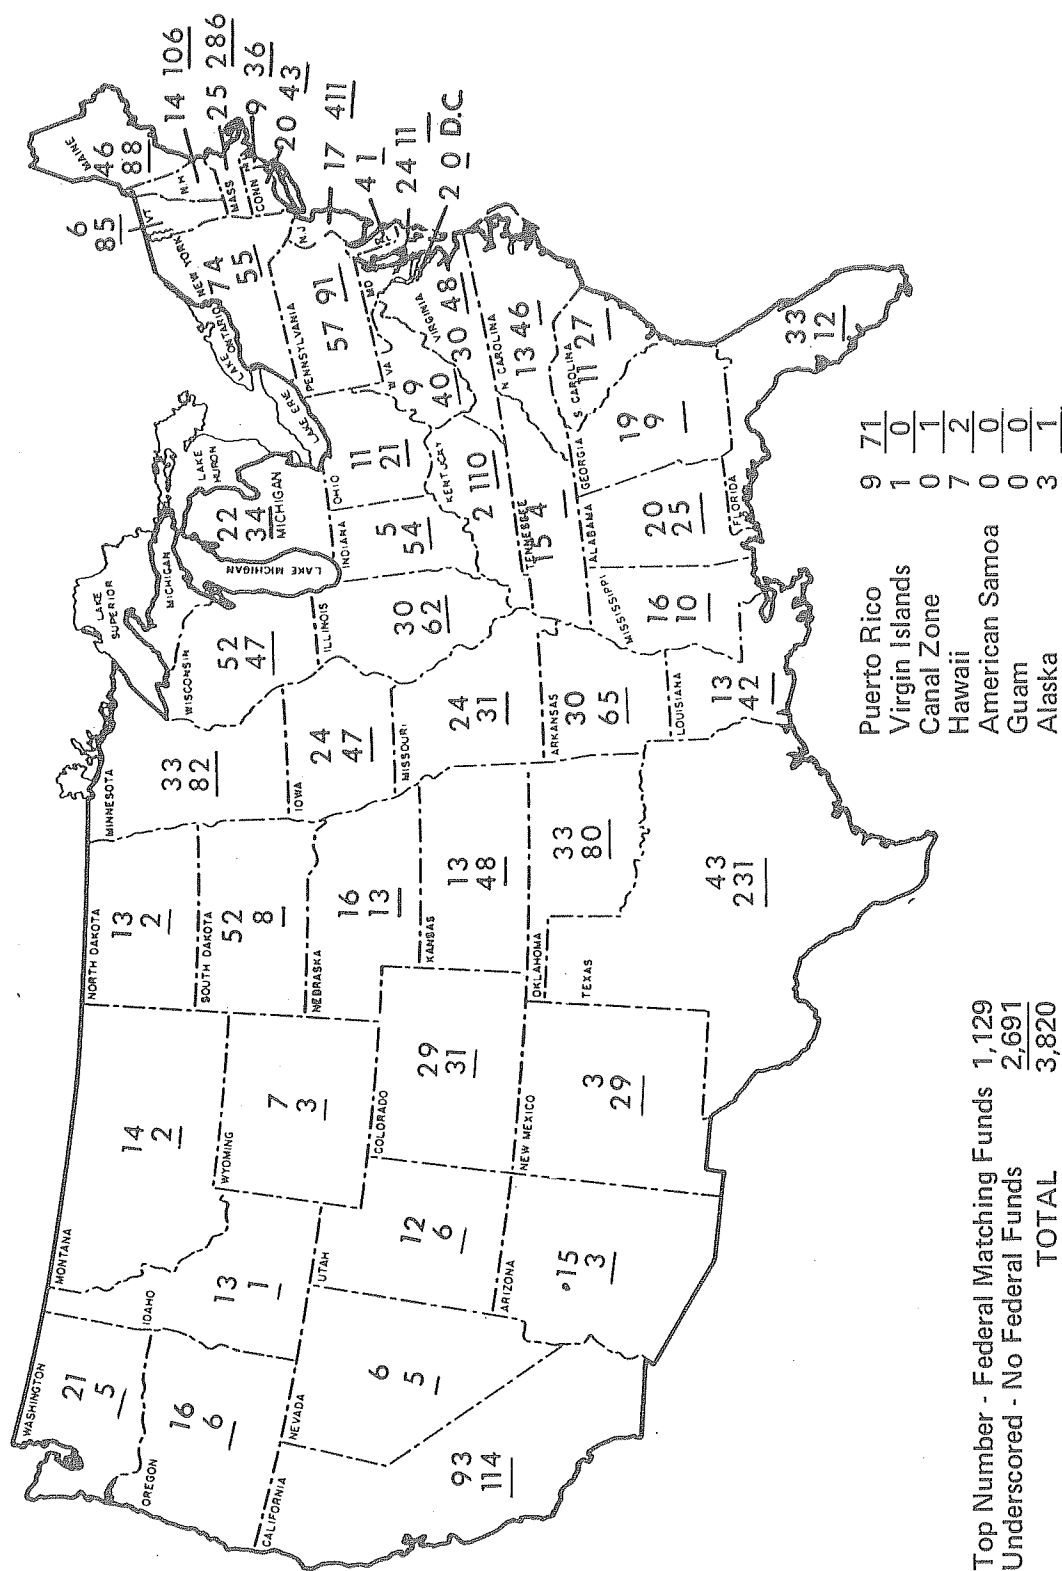 WASHINGTON
21
5
OREGON
16
6
CALIFORNIA
93
114
NEVADA
6
5
IDAHO
13
1
MONTANA
14
2
WYOMING
7
3
UTAH
12
6
ARIZONA
15
3
COLORADO
29
31
NEW MEXICO
3
29
NORTH DAKOTA
13
2
SOUTH DAKOTA
52
8
NEBRASKA
16
13
KANSAS
13
48
OKLAHOMA
33
80
TEXAS
43
231
MINNESOTA
33
82
IOWA
24
47
MISSOURI
24
31
ARKANSAS
30
65
LOUISIANA
13
42
LAKE
SUPERIOR
WISCONSIN
52
47
ILLINOIS
30
62
MICHIGAN
LAKE MICHIGAN
22
34
MICHIGAN
LAKE
HURON
INDIANA
5
54
OHIO
11
21
KENTUCKY
2 110
TENNESSEE
15 4
MISSISSIPPI
16
10
ALABAMA
20
25
GEORGIA
19
9
FLORIDA
33
12
S CAROLINA
11 27
N CAROLINA
13 46
VIRGINIA
30 48
W VA
9
40
LAKE ERIE
LAKE ONTARIO
PENNSYLVANIA
57 91
NEW YORK
74
55
VT
6
85
MAINE
46
88
N.H
14 106
MASS
25 286
CONN
9 36
20 43
N.J
17 411
4 1
MD
24 11
2 0 D.C.
Top Number - Federal Matching Funds 1,129
Underscored - No Federal Funds 2,691
TOTAL 3,820
Puerto Rico 9 71
Virgin Islands 1 0
Canal Zone 0 1
Hawaii 7 2
American Samoa 0 0
Guam 0 0
Alaska 3 1